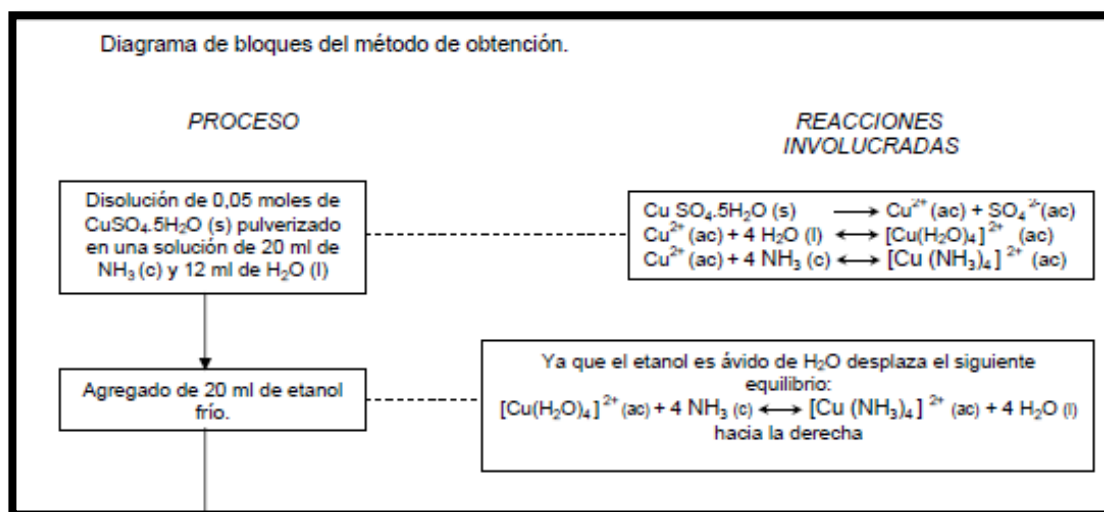 Diagrama de bloques del método de obtención.
PROCESO
REACCIONES
INVOLUCRADAS
Disolución de 0,05 moles de
CuSO₄.5H₂O (s) pulverizado
en una solución de 20 ml de
NH₃ (c) y 12 ml de H₂O (l)
Cu SO₄.5H₂O (s) ⟶ Cu²⁺ (ac) + SO₄²⁻(ac)
Cu²⁺ (ac) + 4 H₂O (l) ⟷ [Cu(H₂O)₄]²⁺ (ac)
Cu²⁺ (ac) + 4 NH₃ (c) ⟷ [Cu (NH₃)₄]²⁺ (ac)
Agregado de 20 ml de etanol
frío.
Ya que el etanol es ávido de H₂O desplaza el siguiente
equilibrio:
[Cu(H₂O)₄]²⁺ (ac) + 4 NH₃ (c) ⟷ [Cu (NH₃)₄]²⁺ (ac) + 4 H₂O (l)
hacia la derecha